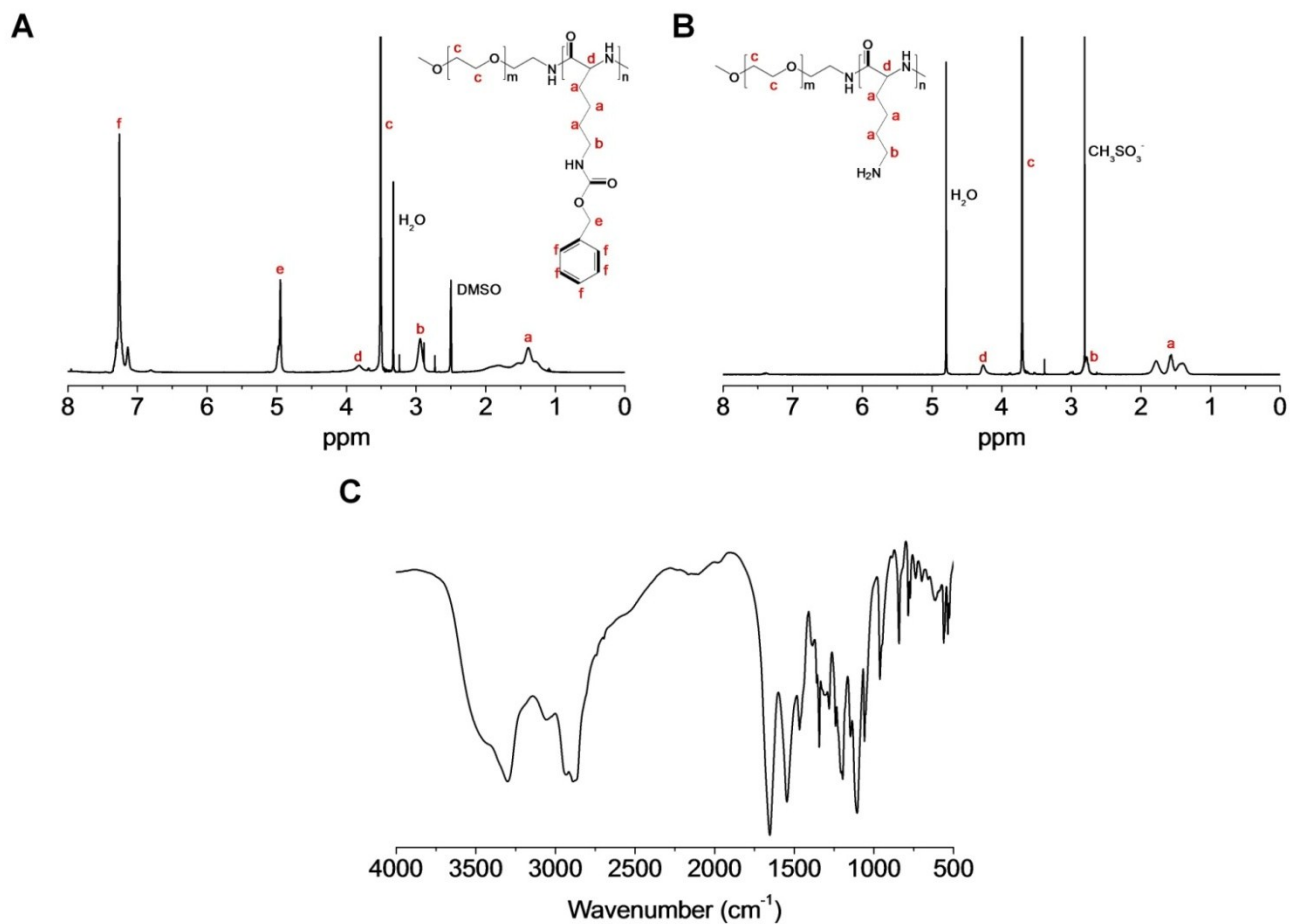 A
B
O
c
O
O
c
m
N
H
d
H
N
n
a
a
a
b
HN
O
O
e
f
f
f
f
f
f
e
d
c
H2O
b
DMSO
a
8 7 6 5 4 3 2 1 0
ppm
O
c
O
O
c
m
N
H
d
H
N
n
a
a
a
b
H2N
H2O
d
c
CH3SO3-
b
a
8 7 6 5 4 3 2 1 0
ppm
C
4000 3500 3000 2500 2000 1500 1000 500
Wavenumber (cm-1)